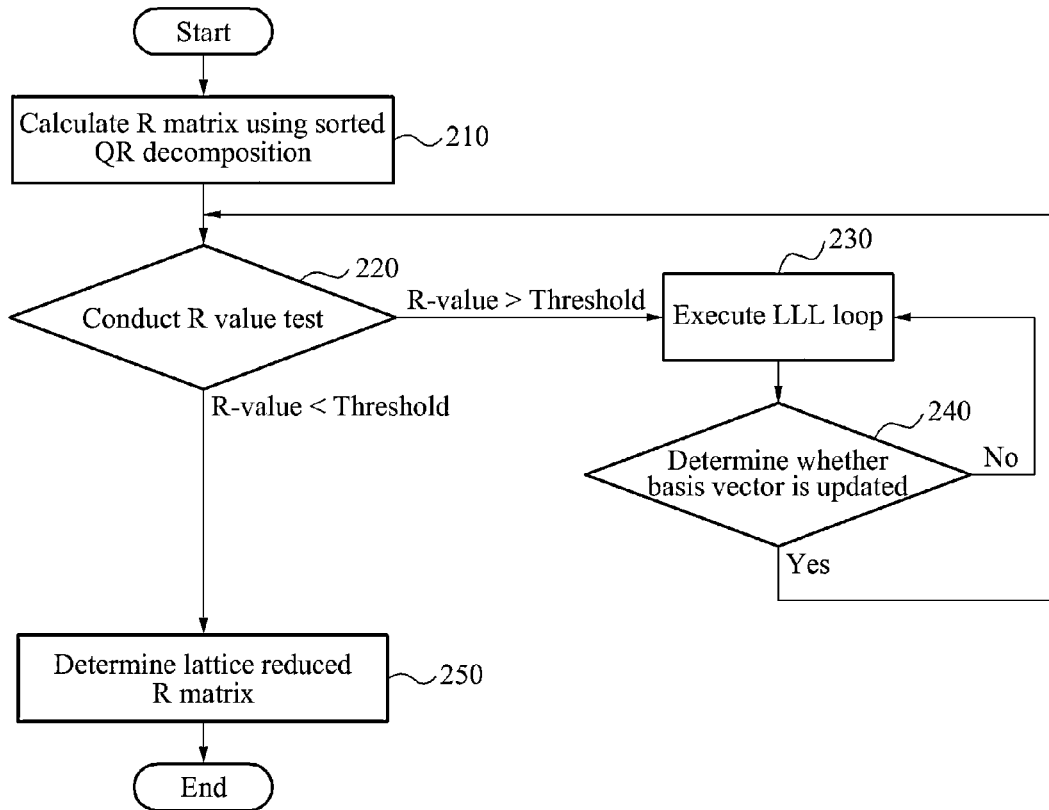 Start
Calculate R matrix using sorted
QR decomposition
210
220
Conduct R value test
R-value > Threshold
R-value < Threshold
230
Execute LLL loop
240
Determine whether
basis vector is updated
No
Yes
Determine lattice reduced
R matrix
250
End